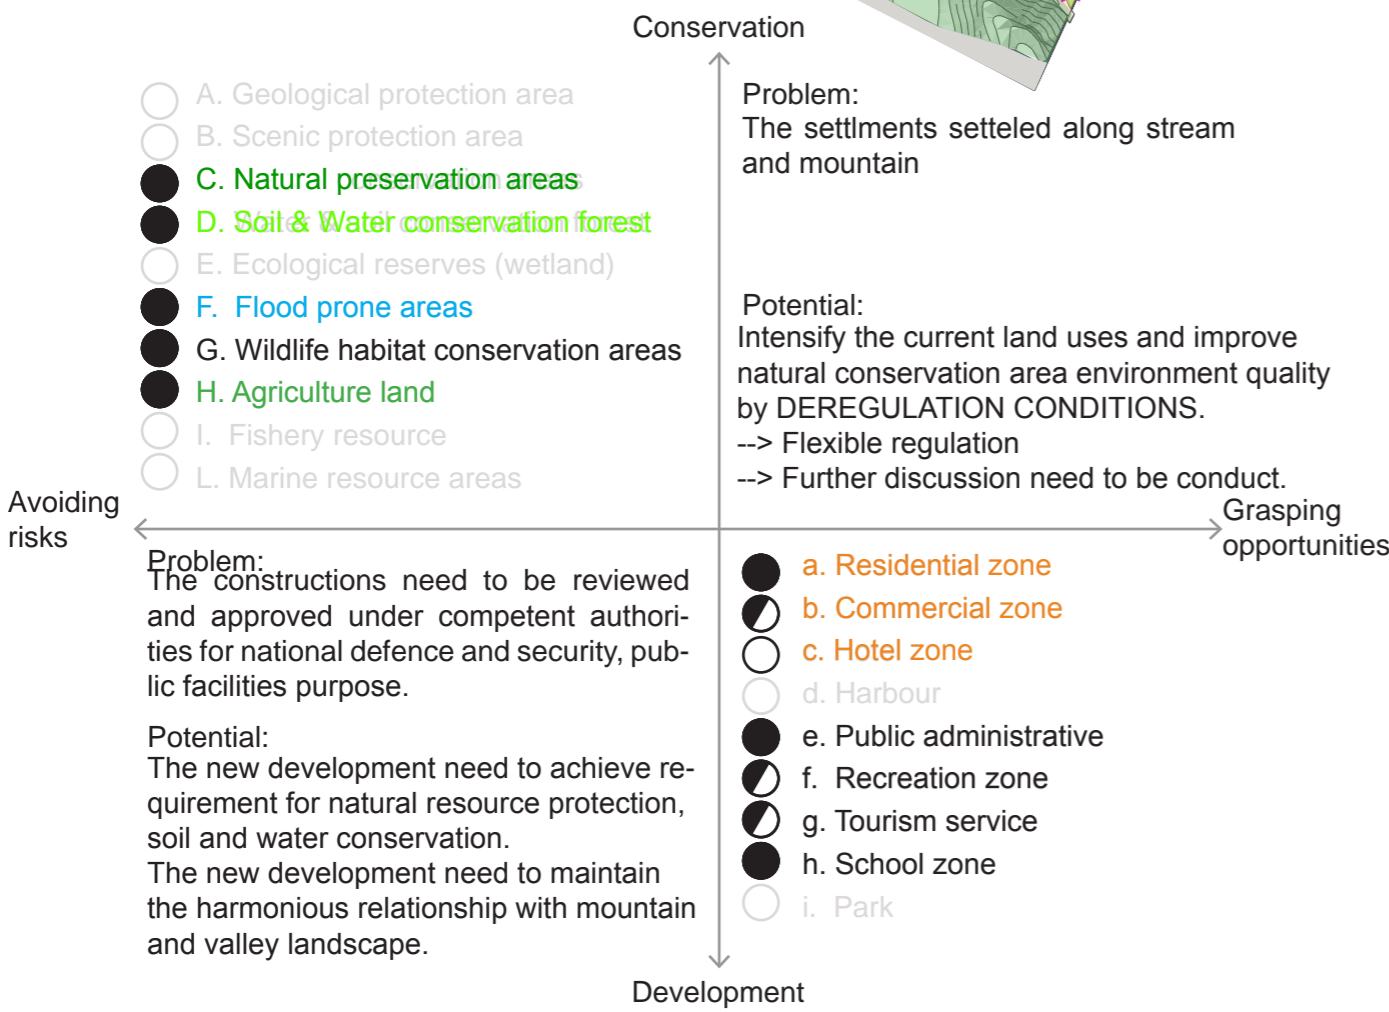 Conservation
A. Geological protection area
B. Scenic protection area
C. Natural preservation areas
D. Soil & Water conservation forest
E. Ecological reserves (wetland)
F. Flood prone areas
G. Wildlife habitat conservation areas
H. Agriculture land
I. Fishery resource
L. Marine resource areas
Problem:
The settlments setteled along stream
and mountain
Potential:
Intensify the current land uses and improve
natural conservation area environment quality
by DEREGULATION CONDITIONS.
--> Flexible regulation
--> Further discussion need to be conduct.
Avoiding
risks
Grasping
opportunities
Problem:
The constructions need to be reviewed
and approved under competent authori-
ties for national defence and security, pub-
lic facilities purpose.
Potential:
The new development need to achieve re-
quirement for natural resource protection,
soil and water conservation.
The new development need to maintain
the harmonious relationship with mountain
and valley landscape.
a. Residential zone
b. Commercial zone
c. Hotel zone
d. Harbour
e. Public administrative
f. Recreation zone
g. Tourism service
h. School zone
i. Park
Development